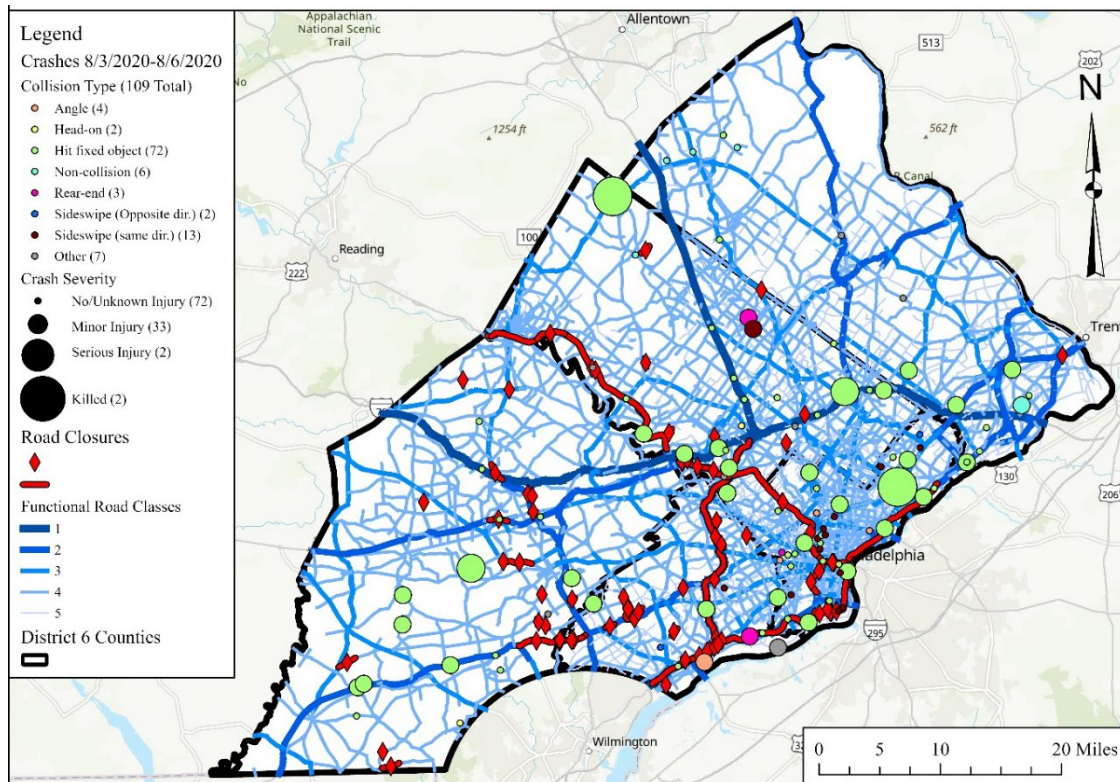 Legend
Crashes 8/3/2020-8/6/2020
Collision Type (109 Total)
Angle (4)
Head-on (2)
Hit fixed object (72)
Non-collision (6)
Rear-end (3)
Sideswipe (Opposite dir.) (2)
Sideswipe (same dir.) (13)
Other (7)
Crash Severity
No/Unknown Injury (72)
Minor Injury (33)
Serious Injury (2)
Killed (2)
Road Closures
Functional Road Classes
1
2
3
4
5
District 6 Counties
Appalachian
National Scenic
Trail
Allentown
513
202
N
1254 ft
562 ft
Canal
100
Reading
222
Trent
130
206
adelphia
295
Wilmington
0 5 10 20 Miles